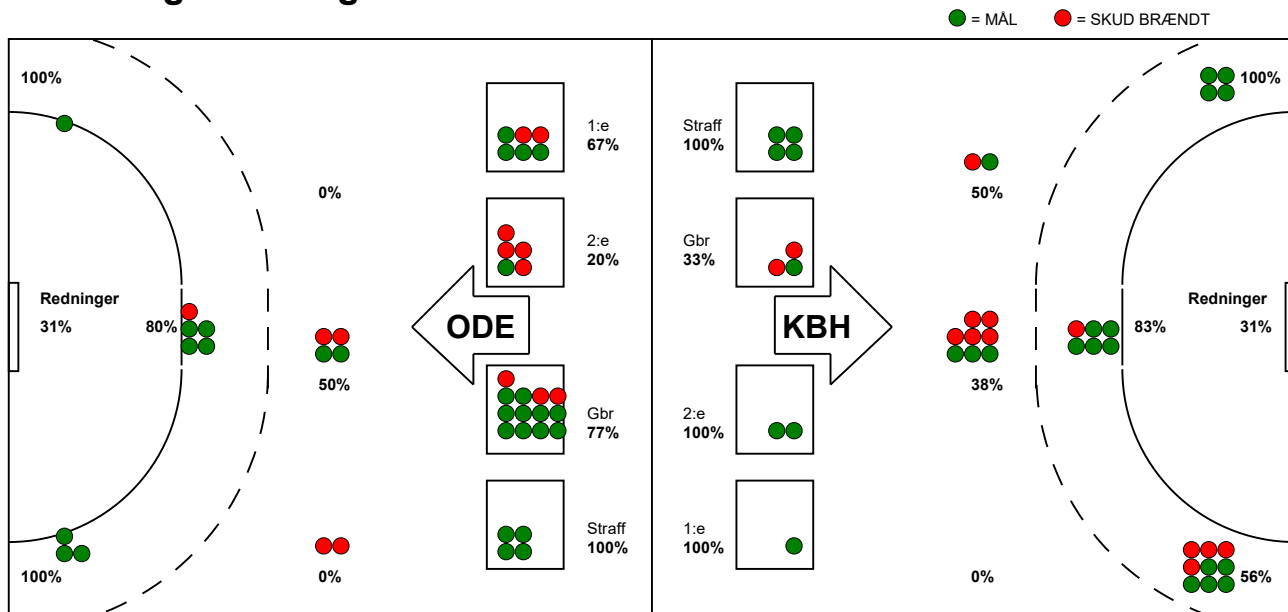 = MÅL = SKUD BRÆNDT
100%
100%
1:e
67%
Straff
100%
0%
50%
2:e
20%
Gbr
33%
Redninger
31%
80%
ODE
KBH
83%
Redninger
31%
50%
38%
Gbr
77%
2:e
100%
Straff
100%
1:e
100%
100%
0%
0%
56%